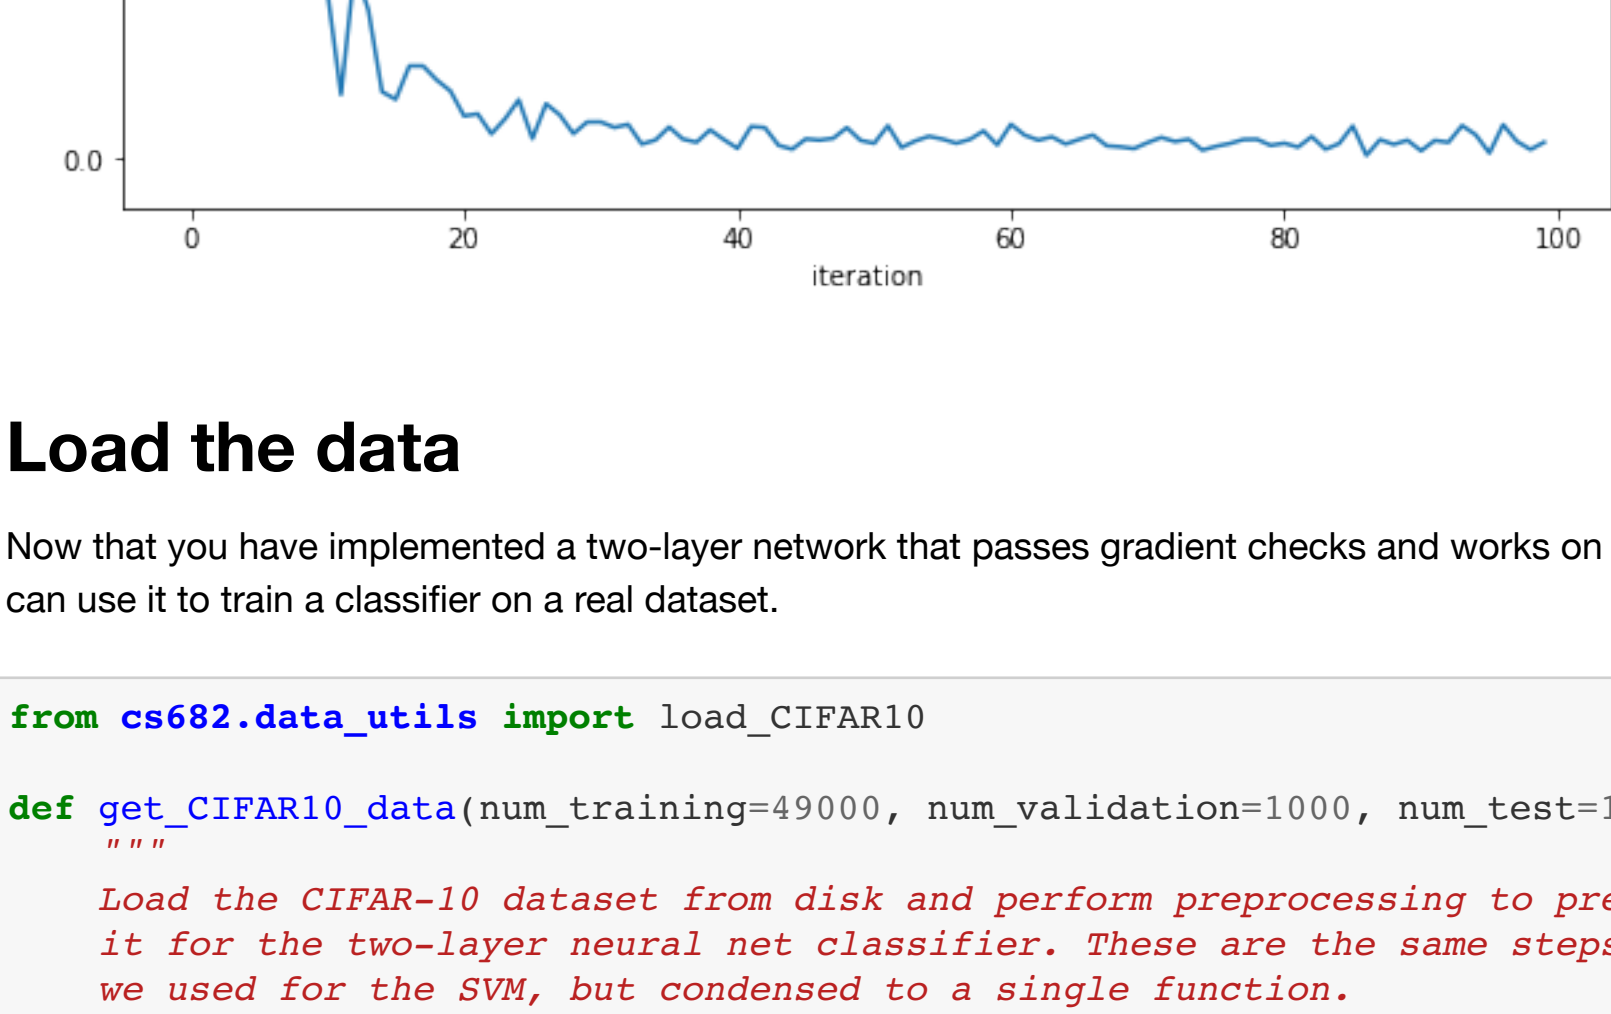 0.0
0 20 40 60 80 100
iteration
Load the data
Now that you have implemented a two-layer network that passes gradient checks and works on
can use it to train a classifier on a real dataset.
from cs682.data_utils import load_CIFAR10
def get_CIFAR10_data(num_training=49000, num_validation=1000, num_test=1
"""
Load the CIFAR-10 dataset from disk and perform preprocessing to pre
it for the two-layer neural net classifier. These are the same steps
we used for the SVM, but condensed to a single function.